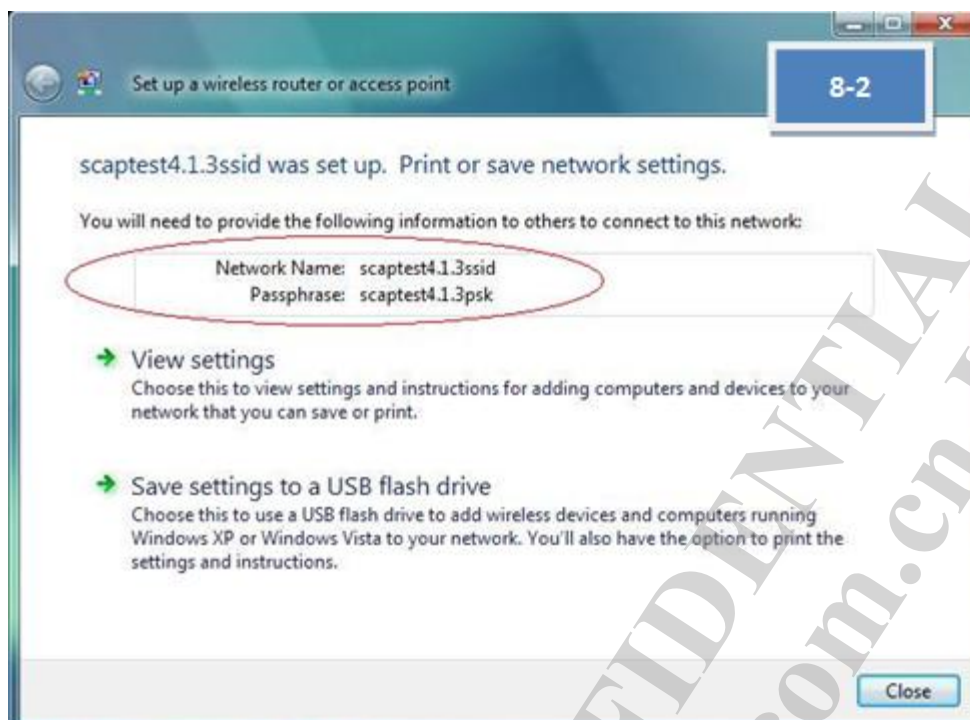 Set up a wireless router or access point
8-2
scaptest4.1.3ssid was set up. Print or save network settings.
You will need to provide the following information to others to connect to this network:
Network Name: scaptest4.1.3ssid
Passphrase: scaptest4.1.3psk
View settings
Choose this to view settings and instructions for adding computers and devices to your
network that you can save or print.
Save settings to a USB flash drive
Choose this to use a USB flash drive to add wireless devices and computers running
Windows XP or Windows Vista to your network. You'll also have the option to print the
settings and instructions.
Close
FIDENTIAL
om.cn